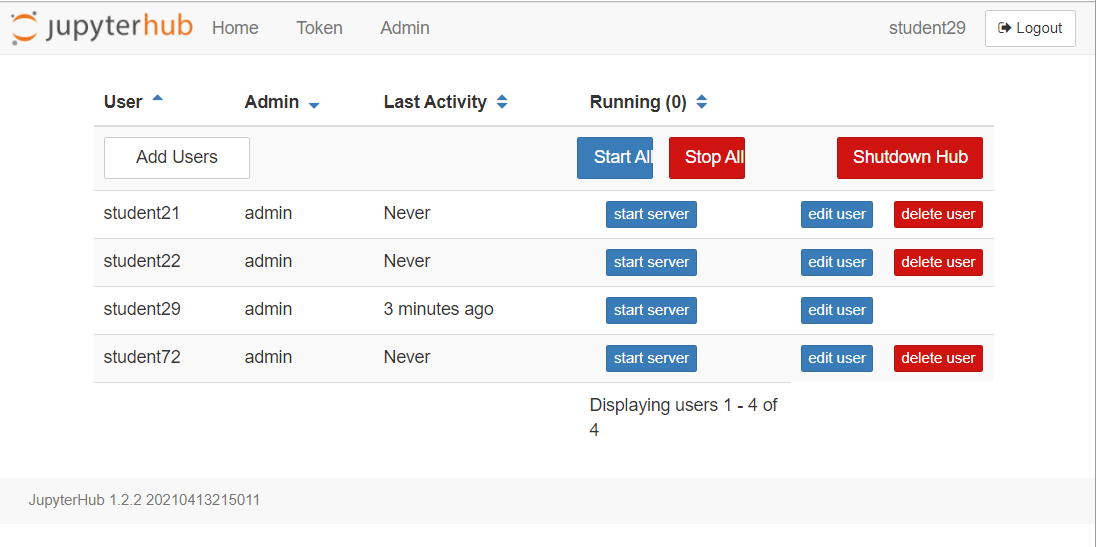 jupyterhub Home Token Admin student29 Logout
User Admin Last Activity Running (0)
Add Users Start All Stop All Shutdown Hub
student21 admin Never start server edit user delete user
student22 admin Never start server edit user delete user
student29 admin 3 minutes ago start server edit user
student72 admin Never start server edit user delete user
Displaying users 1 - 4 of
4
JupyterHub 1.2.2 20210413215011